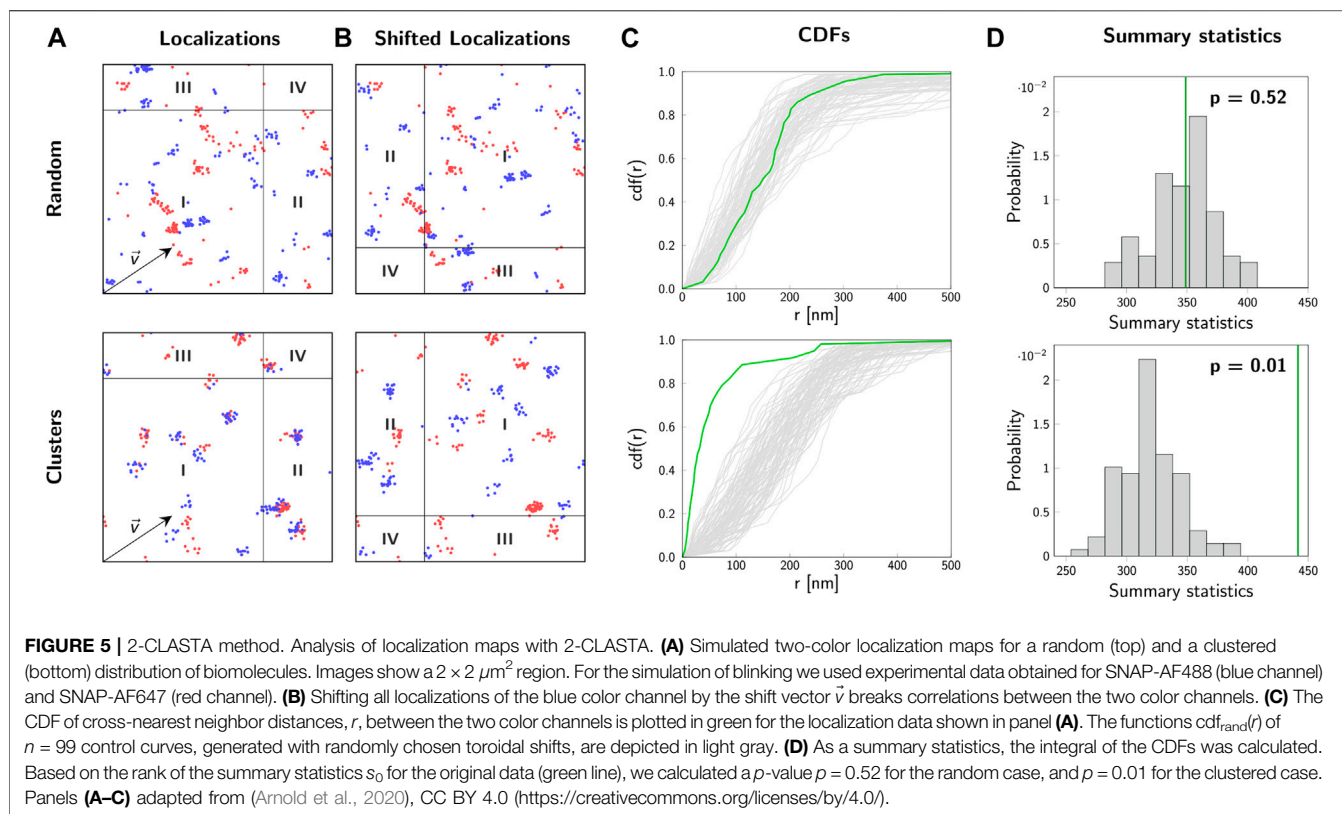 A Localizations
B Shifted Localizations
C CDFs
D Summary statistics
Random
III IV
I II
v⃗
II I
IV III
1.0
0.8
0.6
0.4
0.2
0.0
cdf(r)
0 100 200 300 400 500
r [nm]
·10⁻²
p = 0.52
2
1.5
1
0.5
0
Probability
240 300 350 400 450
Summary statistics
Clusters
III IV
I II
v⃗
II I
IV III
1.0
0.8
0.6
0.4
0.2
0.0
cdf(r)
0 100 200 300 400 500
r [nm]
·10⁻²
p = 0.01
2
1.5
1
0.5
0
Probability
240 300 350 400 450
Summary statistics
FIGURE 5 | 2-CLASTA method. Analysis of localization maps with 2-CLASTA. (A) Simulated two-color localization maps for a random (top) and a clustered
(bottom) distribution of biomolecules. Images show a 2 × 2 μm² region. For the simulation of blinking we used experimental data obtained for SNAP-AF488 (blue channel)
and SNAP-AF647 (red channel). (B) Shifting all localizations of the blue color channel by the shift vector v⃗ breaks correlations between the two color channels. (C) The
CDF of cross-nearest neighbor distances, r, between the two color channels is plotted in green for the localization data shown in panel (A). The functions cdf_rand(r) of
n = 99 control curves, generated with randomly chosen toroidal shifts, are depicted in light gray. (D) As a summary statistics, the integral of the CDFs was calculated.
Based on the rank of the summary statistics s₀ for the original data (green line), we calculated a p-value p = 0.52 for the random case, and p = 0.01 for the clustered case.
Panels (A–C) adapted from (Arnold et al., 2020), CC BY 4.0 (https://creativecommons.org/licenses/by/4.0/).